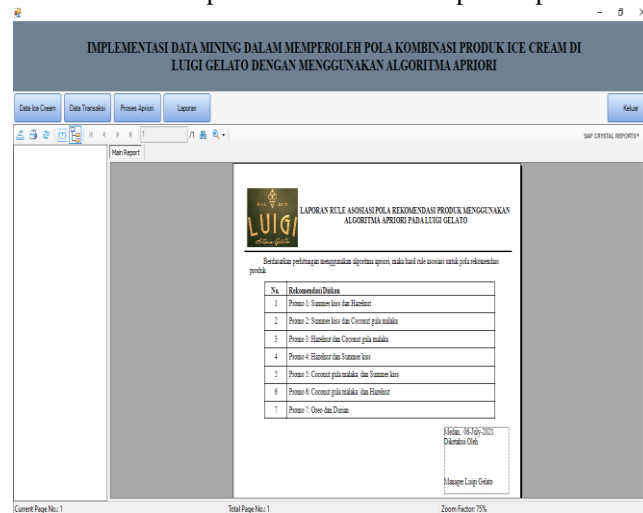 IMPLEMENTASI DATA MINING DALAM MEMPEROLEH POLA KOMBINASI PRODUK ICE CREAM DI
LUIGI GELATO DENGAN MENGGUNAKAN ALGORITMA APRIORI
Data Ice Cream Data Transaksi Proses Apriori Laporan Keluar
1 /1 SAP CRYSTAL REPORTS®
Main Report
LUIGI
LAPORAN RULE ASOSIASI POLA REKOMENDASI PRODUK MENGGUNAKAN
ALGORITMA APRIORI PADA LUIGI GELATO
Berdasarkan perhitungan menggunakan algoritma apriori, maka hasil rule asosiasi untuk pola rekomendasi
produk
No. Rekomendasi Diskon
1 Promo 1: Summer kiss dan Hazelnut
2 Promo 2: Summer kiss dan Coconut gula malaka
3 Promo 3: Hazelnut dan Coconut gula malaka
4 Promo 4: Hazelnut dan Summer kiss
5 Promo 5: Coconut gula malaka dan Summer kiss
6 Promo 6: Coconut gula malaka dan Hazelnut
7 Promo 7: Oreo dan Durian
Medan, 06-July-2021
Diketahui Oleh
Manager Luigi Gelato
Current Page No.: 1 Total Page No.: 1 Zoom Factor: 75%